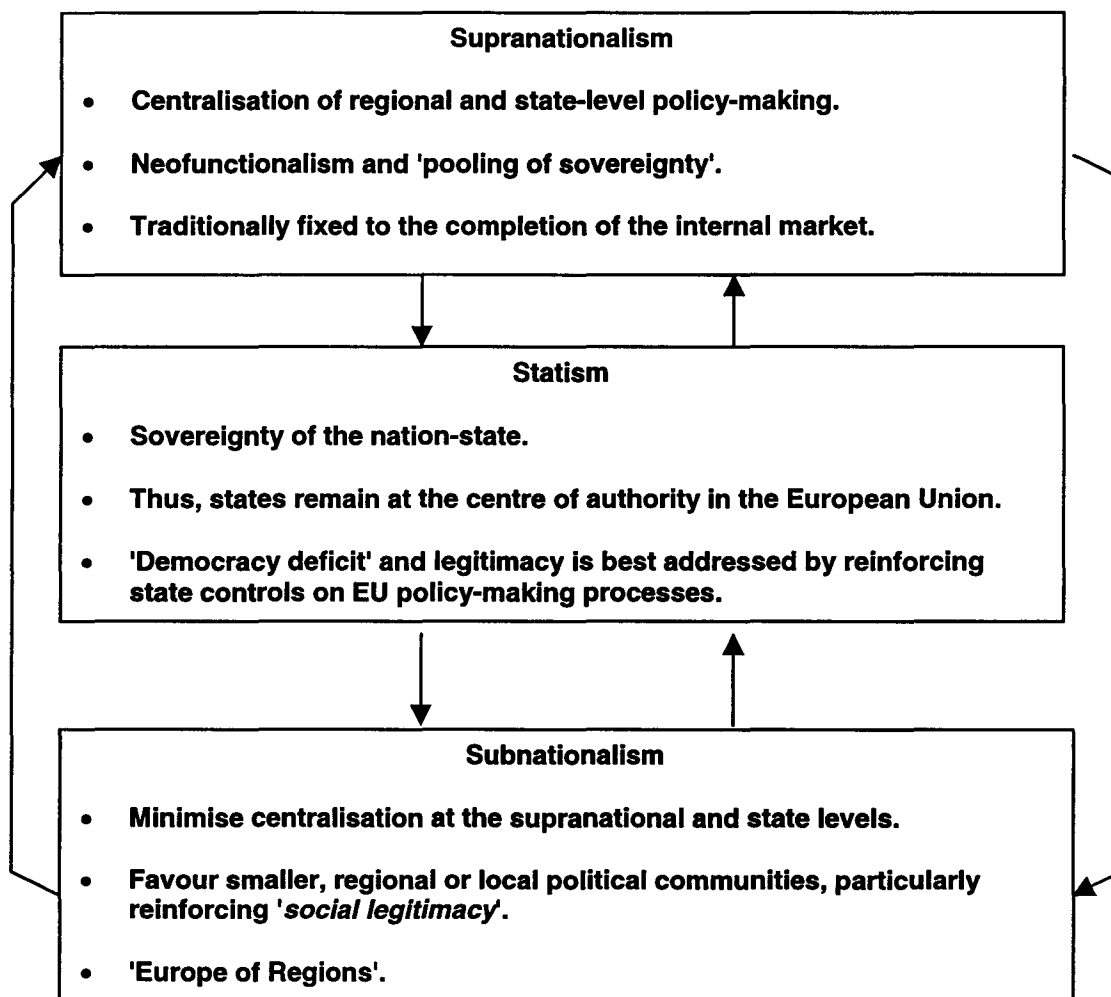 Supranationalism
• Centralisation of regional and state-level policy-making.
• Neofunctionalism and 'pooling of sovereignty'.
• Traditionally fixed to the completion of the internal market.
Statism
• Sovereignty of the nation-state.
• Thus, states remain at the centre of authority in the European Union.
• 'Democracy deficit' and legitimacy is best addressed by reinforcing
state controls on EU policy-making processes.
Subnationalism
• Minimise centralisation at the supranational and state levels.
• Favour smaller, regional or local political communities, particularly
reinforcing 'social legitimacy'.
• 'Europe of Regions'.